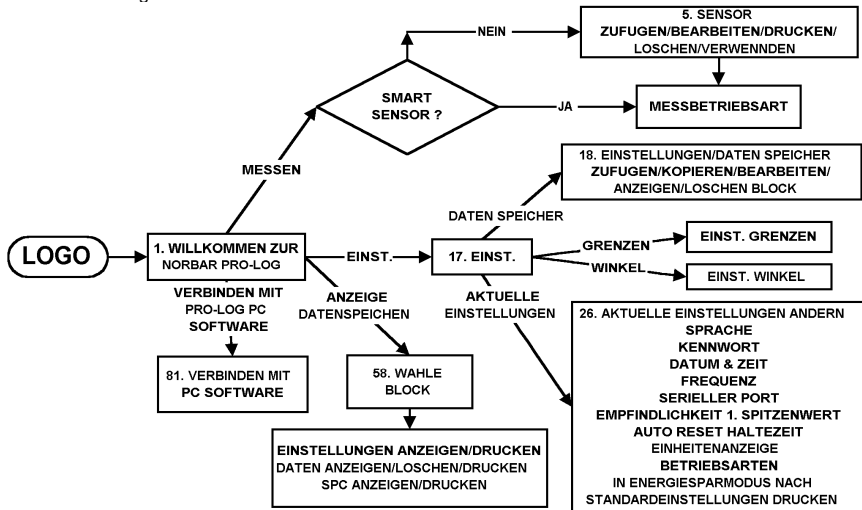 5. SENSOR
ZUFUGEN/BEARBEITEN/DRUCKEN/
LOSCHEN/VERWENNDEN
NEIN
SMART
SENSOR ?
JA
MESSBETRIEBSART
MESSEN
18. EINSTELLUNGEN/DATEN SPEICHER
ZUFUGEN/KOPIEREN/BEARBEITEN/
ANZEIGEN/LOSCHEN BLOCK
DATEN SPEICHER
LOGO
1. WILLKOMMEN ZUR
NORBAR PRO-LOG
EINST.
17. EINST.
GRENZEN
EINST. GRENZEN
WINKEL
EINST. WINKEL
VERBINDEN MIT
PRO-LOG PC
SOFTWARE
ANZEIGE
DATENSPEICHEN
AKTUELLE
EINSTELLUNGEN
81. VERBINDEN MIT
PC SOFTWARE
58. WAHLE
BLOCK
EINSTELLUNGEN ANZEIGEN/DRUCKEN
DATEN ANZEIGEN/LOSCHEN/DRUCKEN
SPC ANZEIGEN/DRUCKEN
26. AKTUELLE EINSTELLUNGEN ANDERN
SPRACHE
KENNWORT
DATUM & ZEIT
FREQUENZ
SERIELLER PORT
EMPFINDLICHKEIT 1. SPITZENWERT
AUTO RESET HALTEZEIT
EINHEITENANZEIGE
BETRIEBSARTEN
IN ENERGIESPARMODUS NACH
STANDARDEINSTELLUNGEN DRUCKEN